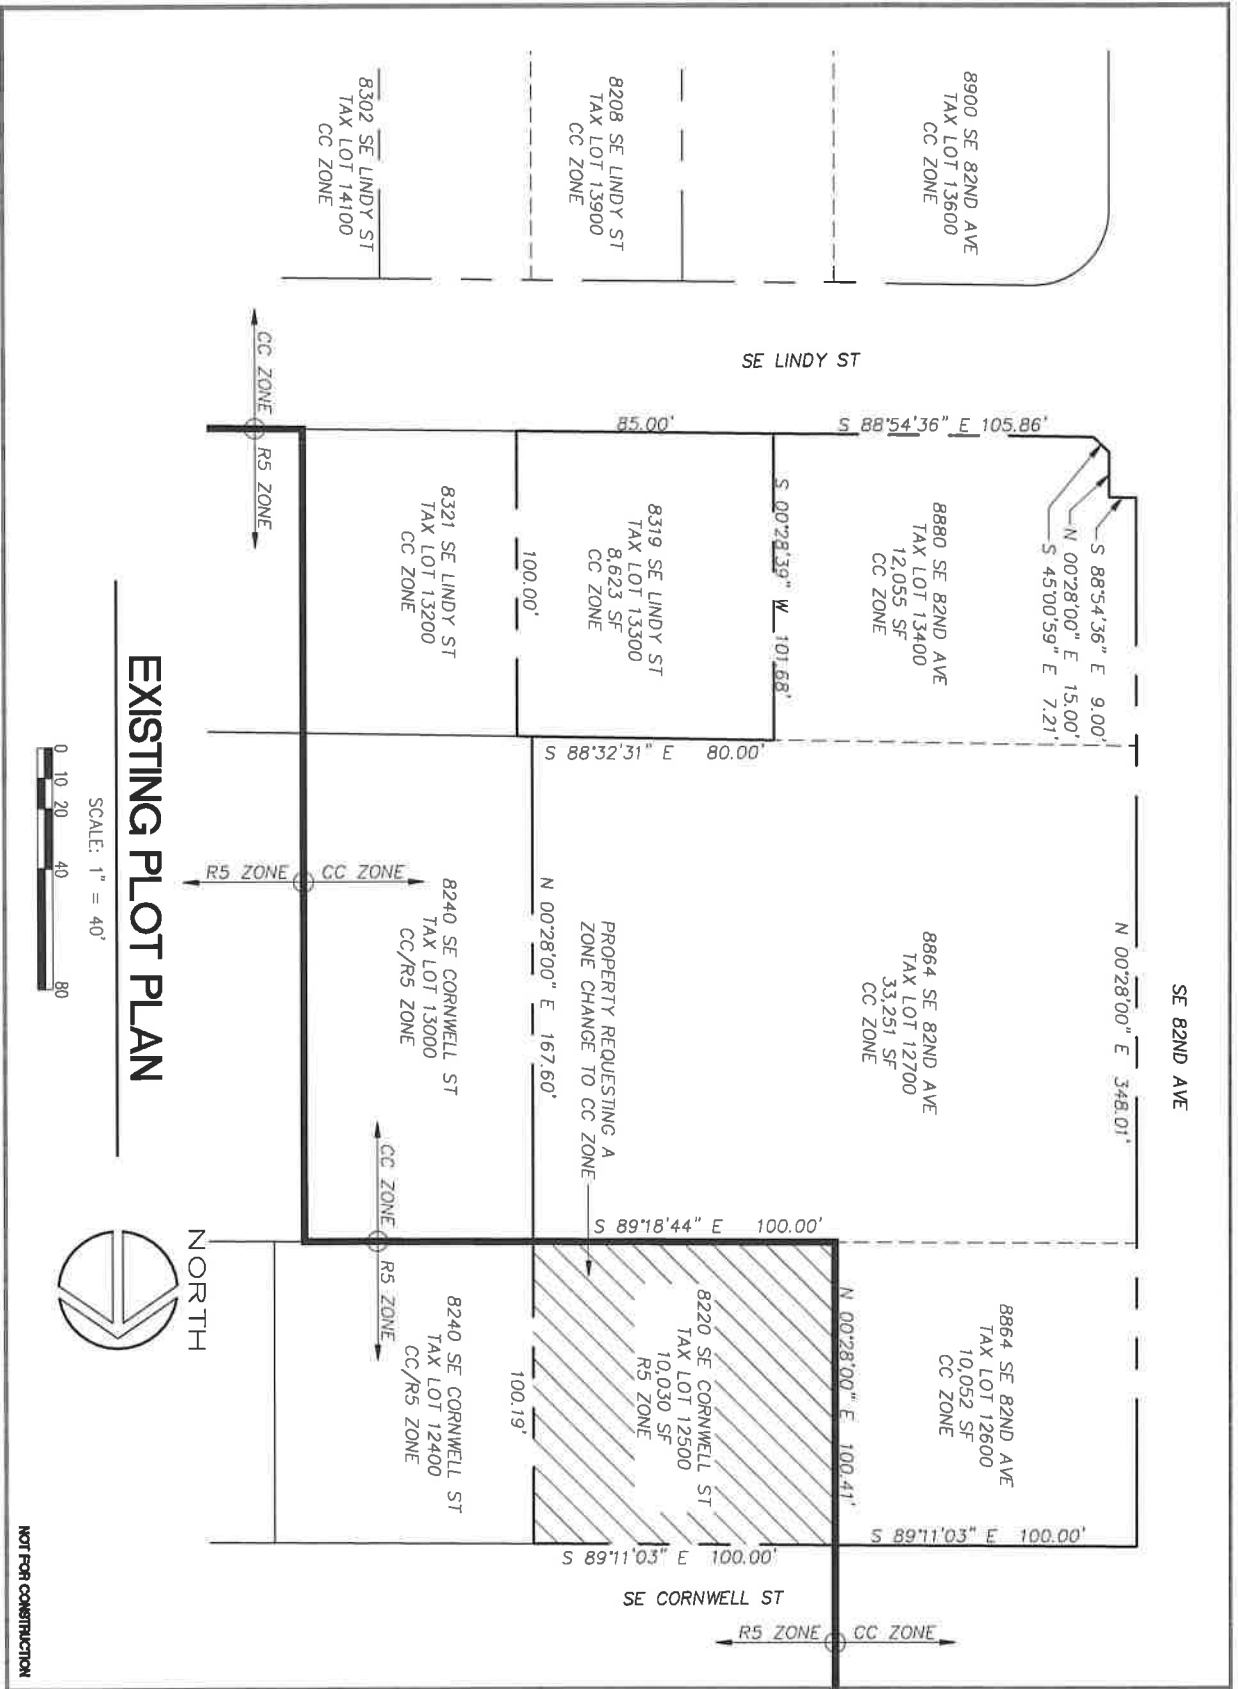 SE 82ND AVE
N 00°28'00" E 348.01'
8900 SE 82ND AVE
TAX LOT 13600
CC ZONE
8208 SE LINDY ST
TAX LOT 13900
CC ZONE
8302 SE LINDY ST
TAX LOT 14100
CC ZONE
SE LINDY ST
CC ZONE
R5 ZONE
S 88°54'36" E 105.86'
85.00'
S 88°54'36" E 9.00'
N 00°28'00" E 15.00'
S 45°00'59" E 7.21'
8880 SE 82ND AVE
TAX LOT 13400
12,055 SF
CC ZONE
S 00°28'39" W 101.68'
8319 SE LINDY ST
TAX LOT 13300
8,623 SF
CC ZONE
100.00'
8321 SE LINDY ST
TAX LOT 13200
CC ZONE
S 88°32'31" E 80.00'
8864 SE 82ND AVE
TAX LOT 12700
33,251 SF
CC ZONE
PROPERTY REQUESTING A
ZONE CHANGE TO CC ZONE
N 00°28'00" E 167.60'
8240 SE CORNWELL ST
TAX LOT 13000
CC/R5 ZONE
R5 ZONE
CC ZONE
S 89°18'44" E 100.00'
CC ZONE
R5 ZONE
8864 SE 82ND AVE
TAX LOT 12600
10,052 SF
CC ZONE
N 00°28'00" E 100.41'
8220 SE CORNWELL ST
TAX LOT 12500
10,030 SF
R5 ZONE
100.19'
8240 SE CORNWELL ST
TAX LOT 12400
CC/R5 ZONE
S 89°11'03" E 100.00'
S 89°11'03" E 100.00'
SE CORNWELL ST
R5 ZONE
CC ZONE
EXISTING PLOT PLAN
SCALE: 1" = 40'
0 10 20 40 80
NORTH
NOT FOR CONSTRUCTION